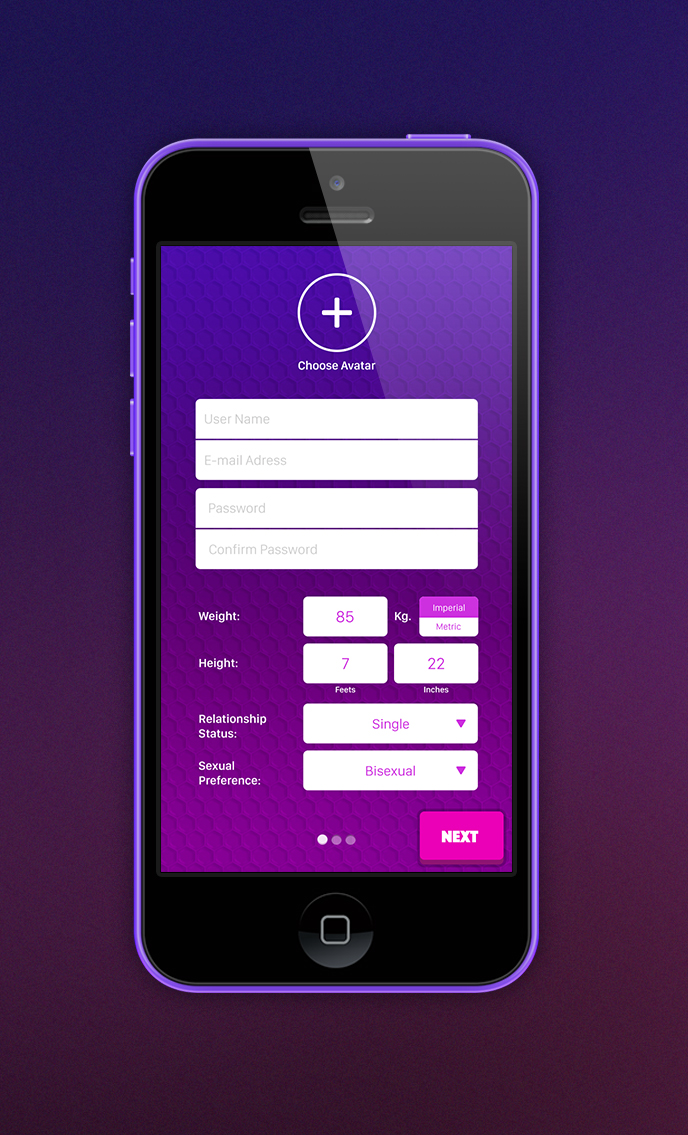 Choose Avatar
User Name
E-mail Adress
Password
Confirm Password
Weight:
85
Kg.
Imperial
Metric
Height:
7
22
Feets
Inches
Relationship
Status:
Single
Sexual
Preference:
Bisexual
NEXT